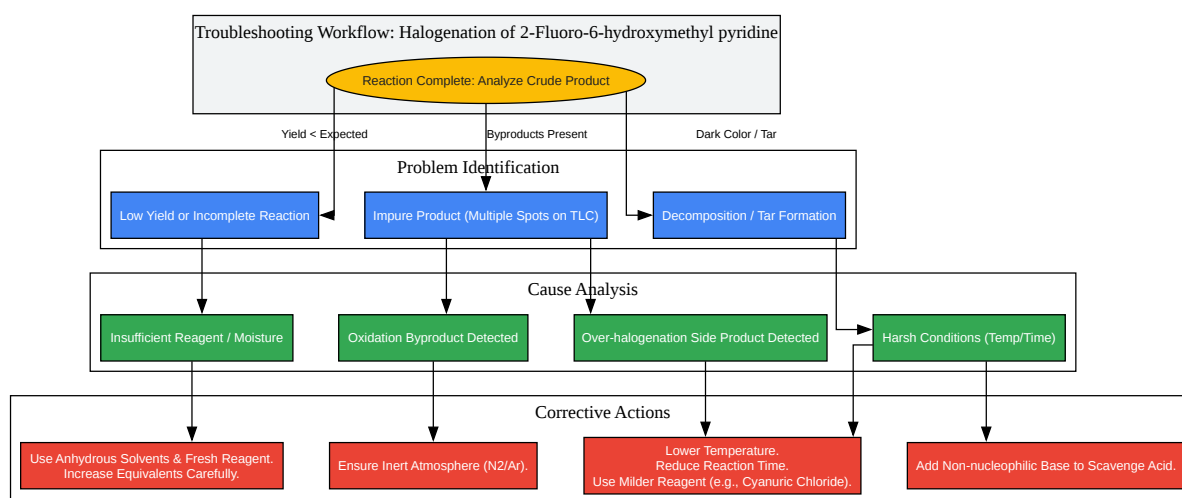 Troubleshooting Workflow: Halogenation of 2-Fluoro-6-hydroxymethyl pyridine
Reaction Complete: Analyze Crude Product
Yield < Expected
Byproducts Present
Dark Color / Tar
Problem Identification
Low Yield or Incomplete Reaction
Impure Product (Multiple Spots on TLC)
Decomposition / Tar Formation
Cause Analysis
Insufficient Reagent / Moisture
Oxidation Byproduct Detected
Over-halogenation Side Product Detected
Harsh Conditions (Temp/Time)
Corrective Actions
Use Anhydrous Solvents & Fresh Reagent.
Increase Equivalents Carefully.
Ensure Inert Atmosphere (N2/Ar).
Lower Temperature.
Reduce Reaction Time.
Use Milder Reagent (e.g., Cyanuric Chloride).
Add Non-nucleophilic Base to Scavenge Acid.